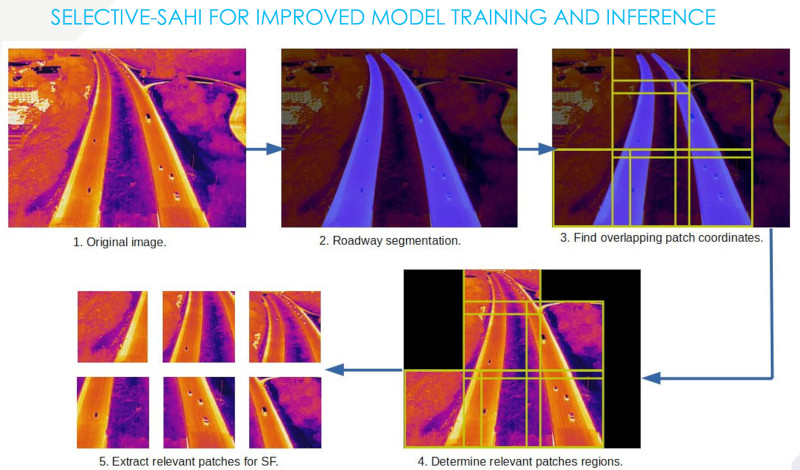 SELECTIVE-SAHI FOR IMPROVED MODEL TRAINING AND INFERENCE
1. Original image.
2. Roadway segmentation.
3. Find overlapping patch coordinates.
5. Extract relevant patches for SF.
4. Determine relevant patches regions.